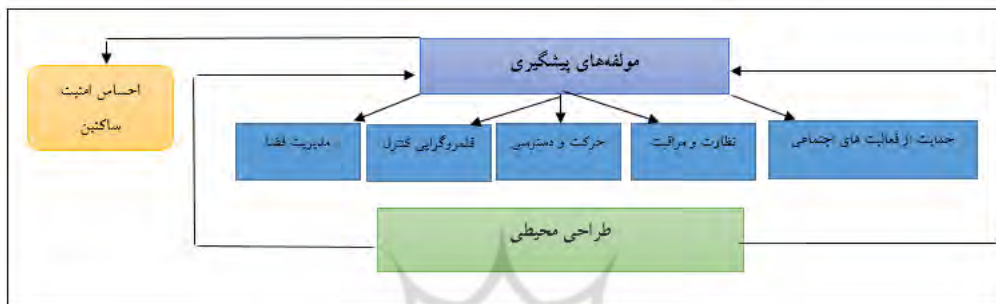 مولفه‌های پیشگیری
احساس امنیت
ساکنین
حمایت از فعالیت های اجتماعی
نظارت و مراقبت
حرکت و دسترسی
قلمروگرایی کنترل
مدیریت فضا
طراحی محیطی